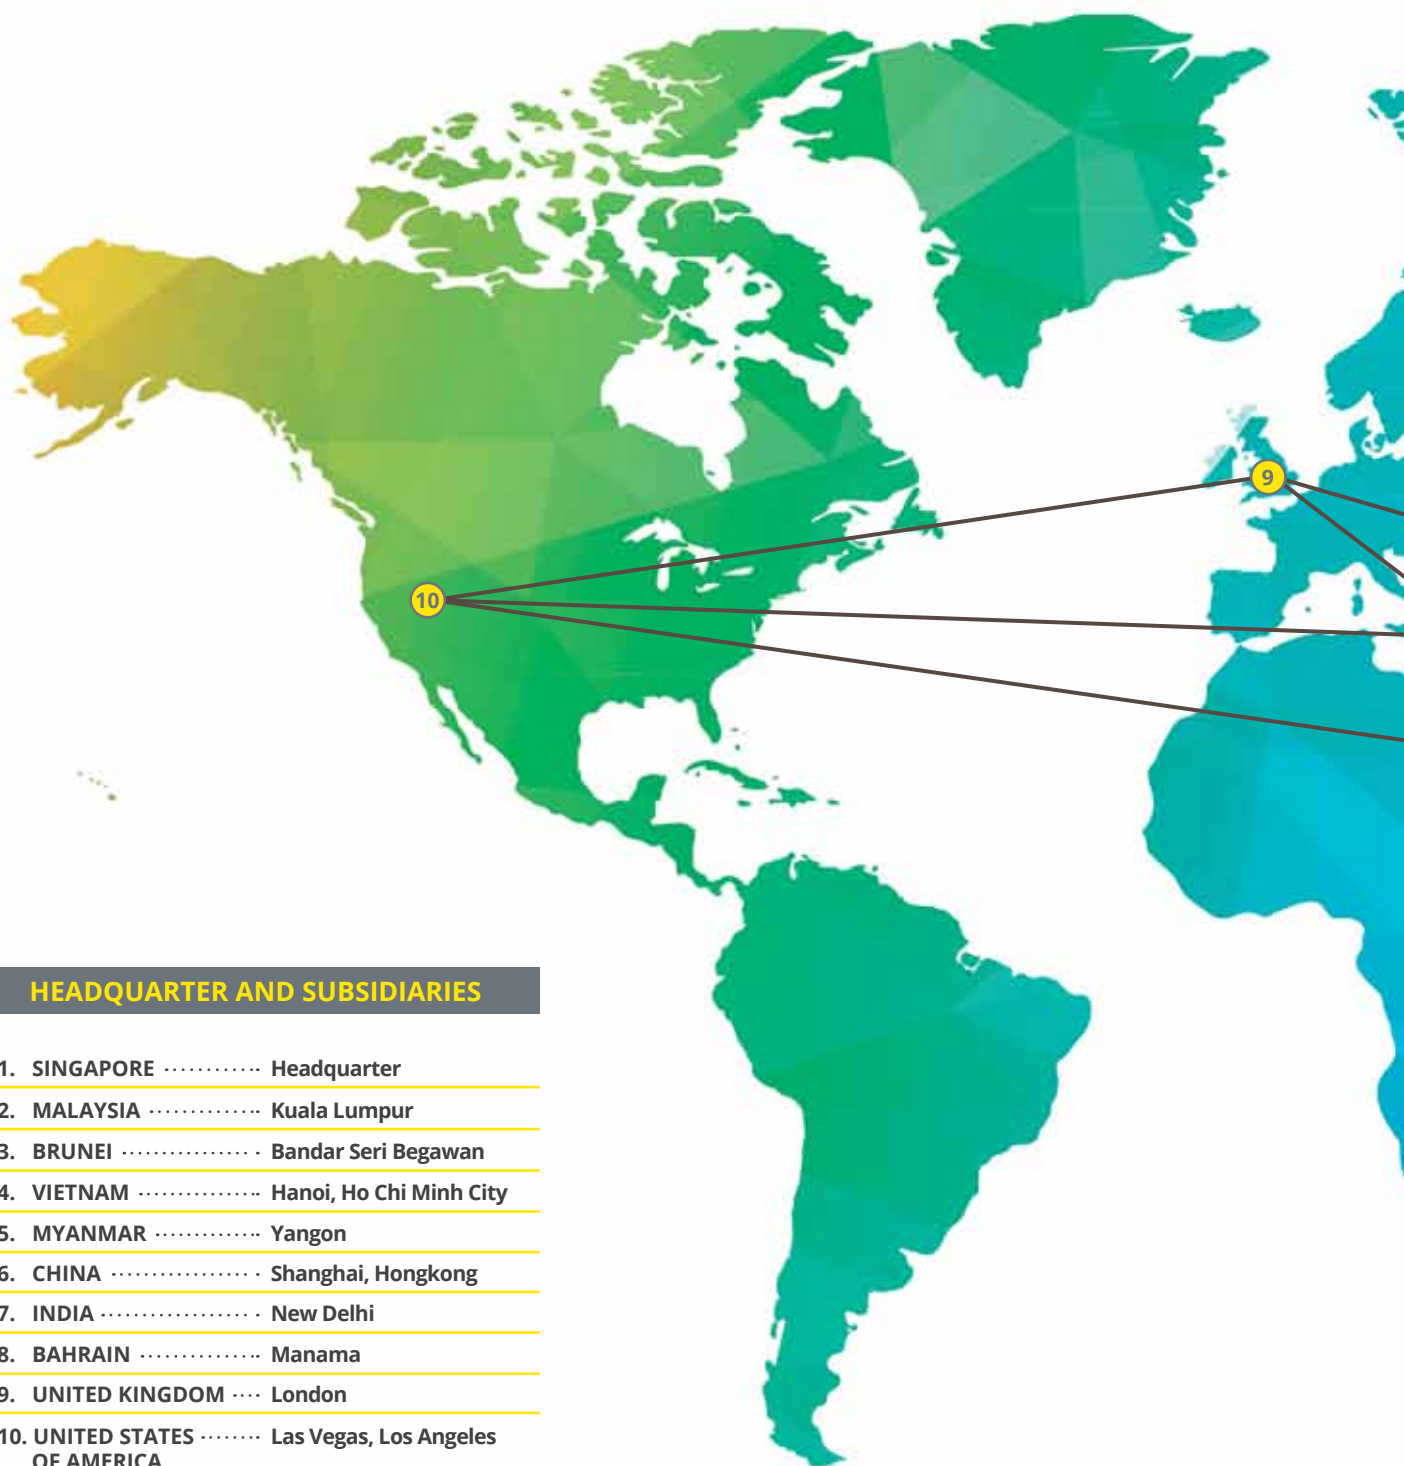 9
10
HEADQUARTER AND SUBSIDIARIES
1. SINGAPORE ············ Headquarter
2. MALAYSIA ·············· Kuala Lumpur
3. BRUNEI ················· Bandar Seri Begawan
4. VIETNAM ··············· Hanoi, Ho Chi Minh City
5. MYANMAR ············· Yangon
6. CHINA ·················· Shanghai, Hongkong
7. INDIA ··················· New Delhi
8. BAHRAIN ··············· Manama
9. UNITED KINGDOM ···· London
10. UNITED STATES ········ Las Vegas, Los Angeles
OF AMERICA